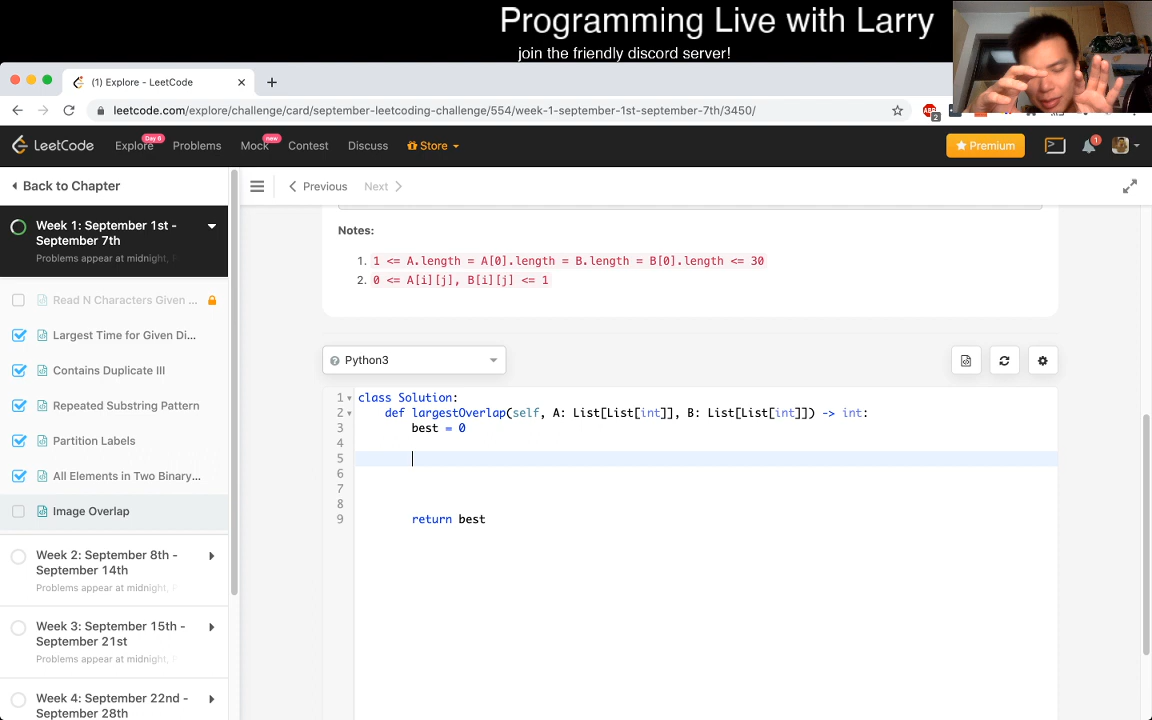 Programming Live with Larry
join the friendly discord server!
(1) Explore - LeetCode
leetcode.com/explore/challenge/card/september-leetcoding-challenge/554/week-1-september-1st-september-7th/3450/
ABP
2
LeetCode
Explore
Day 6
Problems
Mock
new
Contest
Discuss
Store
Premium
1
Back to Chapter
Previous
Next
Week 1: September 1st -
September 7th
Problems appear at midnight,
Read N Characters Given ...
Largest Time for Given Di...
Contains Duplicate III
Repeated Substring Pattern
Partition Labels
All Elements in Two Binary...
Image Overlap
Week 2: September 8th -
September 14th
Problems appear at midnight,
Week 3: September 15th -
September 21st
Problems appear at midnight,
Week 4: September 22nd -
September 28th
Notes:
1. 1 <= A.length = A[0].length = B.length = B[0].length <= 30
2. 0 <= A[i][j], B[i][j] <= 1
Python3
1 class Solution:
2 def largestOverlap(self, A: List[List[int]], B: List[List[int]]) -> int:
3 best = 0
4
5
6
7
8
9 return best